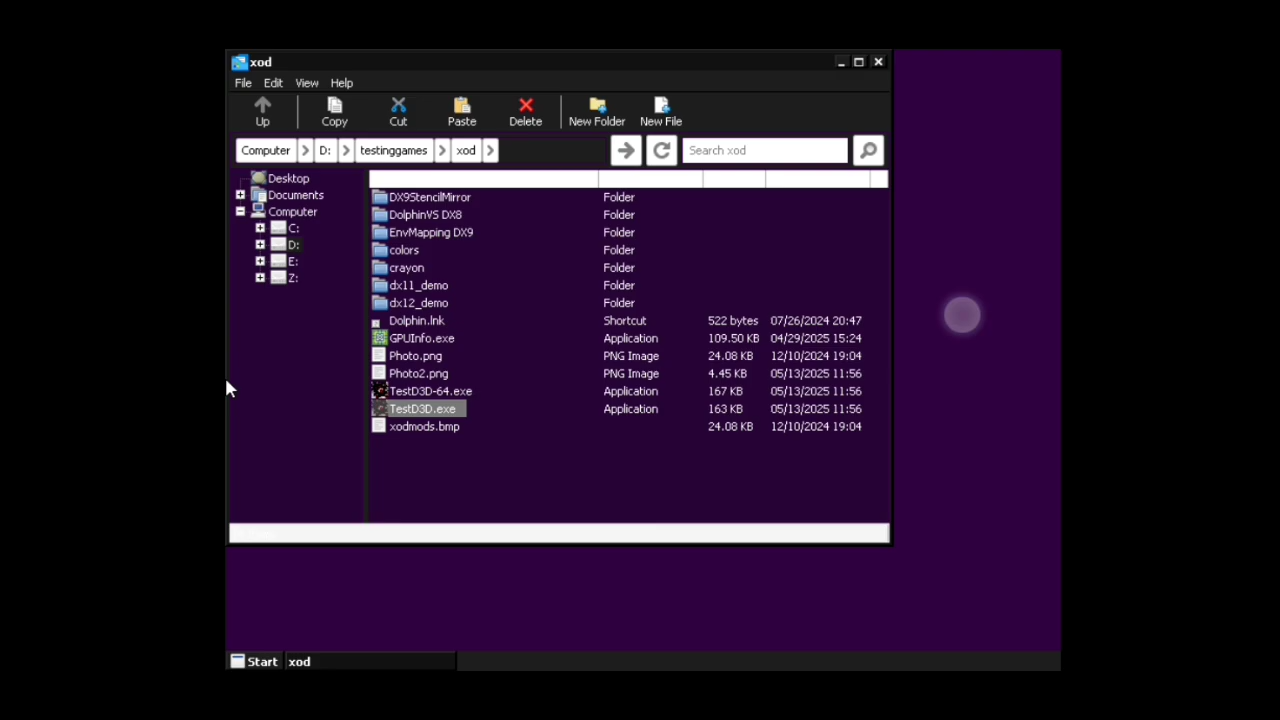 xod
File Edit View Help
Up Copy Cut Paste Delete New Folder New File
Computer D: testinggames xod Search xod
Desktop
Documents
Computer
C:
D:
E:
Z:
DX9StencilMirror Folder
DolphinVS DX8 Folder
EnvMapping DX9 Folder
colors Folder
crayon Folder
dx11_demo Folder
dx12_demo Folder
Dolphin.lnk Shortcut 522 bytes 07/26/2024 20:47
GPUInfo.exe Application 109.50 KB 04/29/2025 15:24
Photo.png PNG Image 24.08 KB 12/10/2024 19:04
Photo2.png PNG Image 4.45 KB 05/13/2025 11:56
TestD3D-64.exe Application 167 KB 05/13/2025 11:56
TestD3D.exe Application 163 KB 05/13/2025 11:56
xodmods.bmp 24.08 KB 12/10/2024 19:04
Start xod